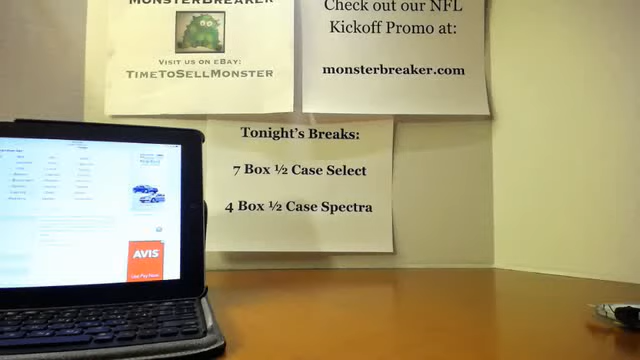 MONSTERBREAKER
VISIT US ON EBAY:
TIMETOSELLMONSTER
Check out our NFL
Kickoff Promo at:
monsterbreaker.com
Tonight's Breaks:
7 Box ½ Case Select
4 Box ½ Case Spectra
AVIS